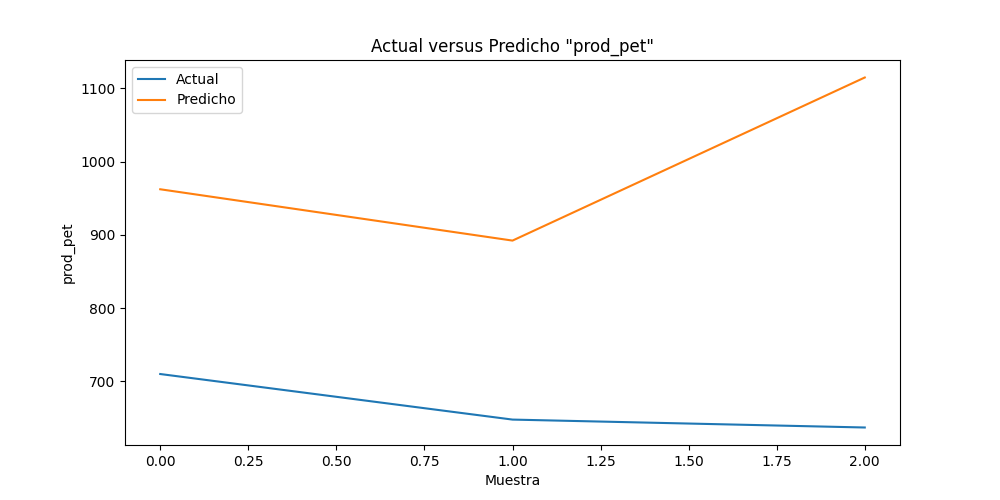 Actual versus Predicho "prod_pet"
Actual
Predicho
1100
1000
900
800
700
prod_pet
0.00 0.25 0.50 0.75 1.00 1.25 1.50 1.75 2.00
Muestra